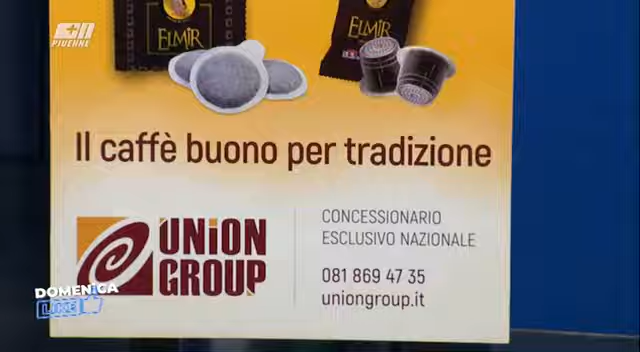 +N
PIUENNE
ELMIR
ELMIR
Il caffè buono per tradizione
UNION
GROUP
CONCESSIONARIO
ESCLUSIVO NAZIONALE
081 869 47 35
uniongroup.it
DOMENICA
LIKE